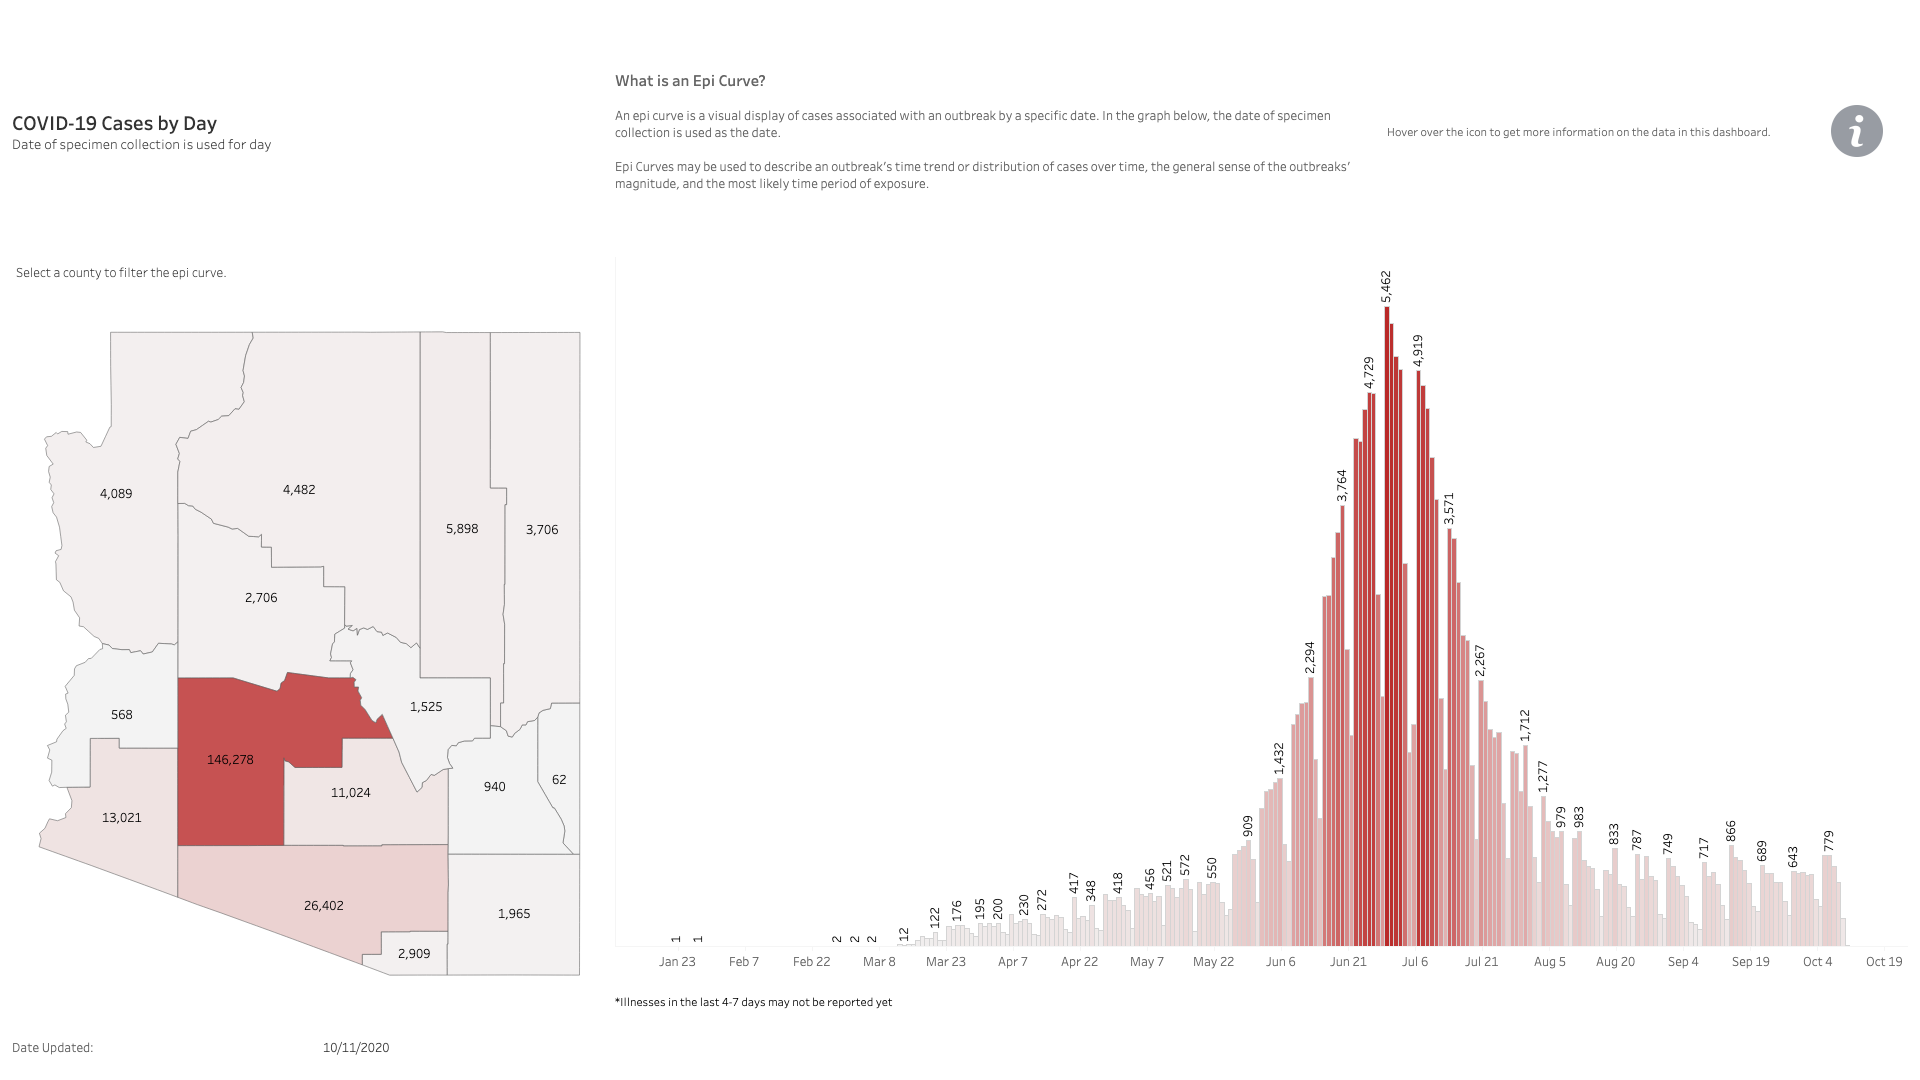 What is an Epi Curve?
COVID-19 Cases by Day
Date of specimen collection is used for day
An epi curve is a visual display of cases associated with an outbreak by a specific date. In the graph below, the date of specimen
collection is used as the date.
Epi Curves may be used to describe an outbreak's time trend or distribution of cases over time, the general sense of the outbreaks'
magnitude, and the most likely time period of exposure.
Hover over the icon to get more information on the data in this dashboard.
i
Select a county to filter the epi curve.
4,089
4,482
5,898
3,706
2,706
568
1,525
146,278
11,024
940
62
13,021
26,402
1,965
2,909
1
1
2
2
2
12
122
176
195
200
230
272
417
348
418
456
521
572
550
909
1,432
2,294
3,764
4,729
5,462
4,919
3,571
2,267
1,712
1,277
979
983
833
787
749
717
866
689
643
779
Jan 23
Feb 7
Feb 22
Mar 8
Mar 23
Apr 7
Apr 22
May 7
May 22
Jun 6
Jun 21
Jul 6
Jul 21
Aug 5
Aug 20
Sep 4
Sep 19
Oct 4
Oct 19
*Illnesses in the last 4-7 days may not be reported yet
Date Updated:
10/11/2020